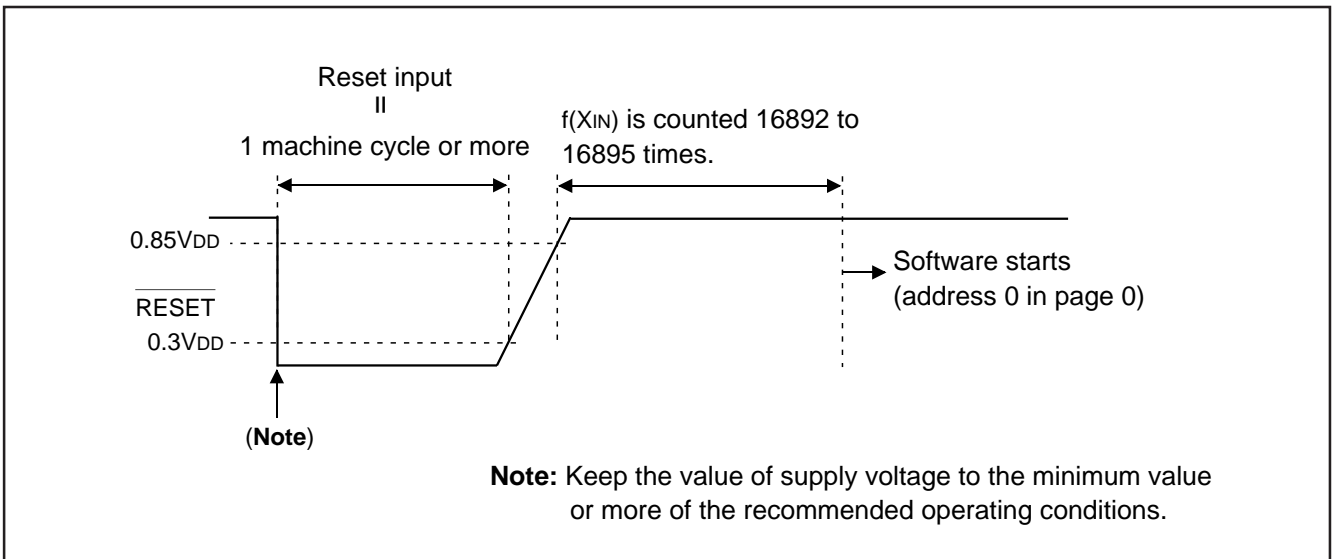 Reset input
=
1 machine cycle or more
f(XIN) is counted 16892 to
16895 times.
0.85VDD
RESET
0.3VDD
Software starts
(address 0 in page 0)
(Note)
Note: Keep the value of supply voltage to the minimum value
or more of the recommended operating conditions.